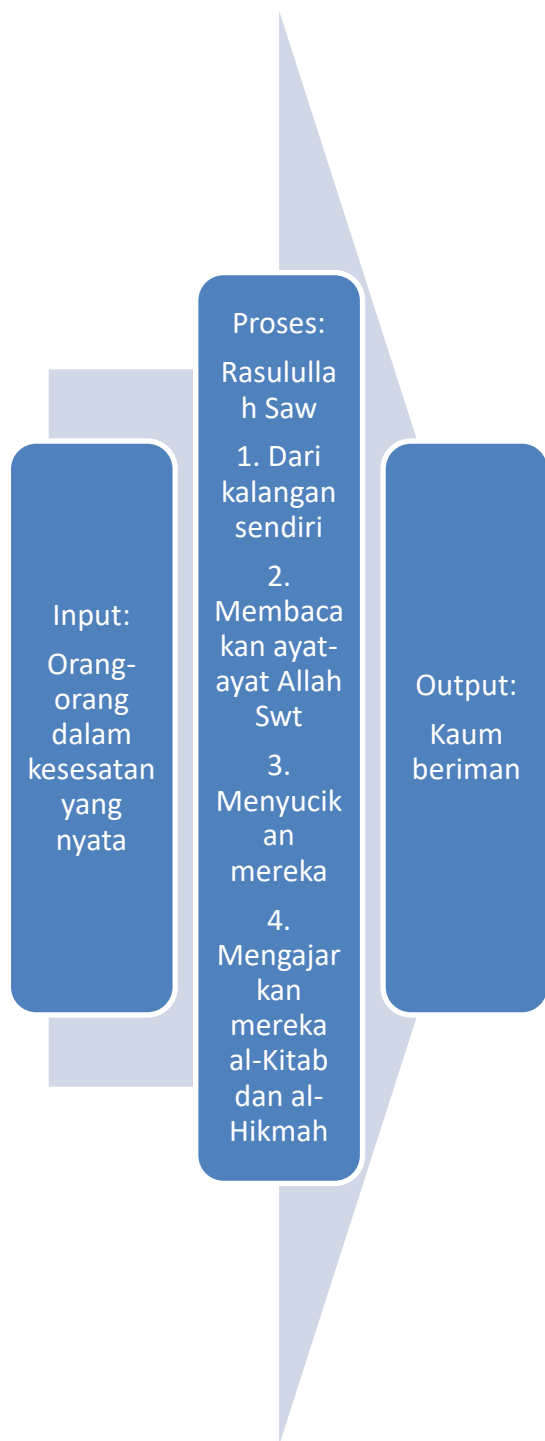 Input:
Orang-
orang
dalam
kesesatan
yang
nyata
Proses:
Rasululla
h Saw
1. Dari
kalangan
sendiri
2.
Membaca
kan ayat-
ayat Allah
Swt
3.
Menyucik
an
mereka
4.
Mengajar
kan
mereka
al-Kitab
dan al-
Hikmah
Output:
Kaum
beriman